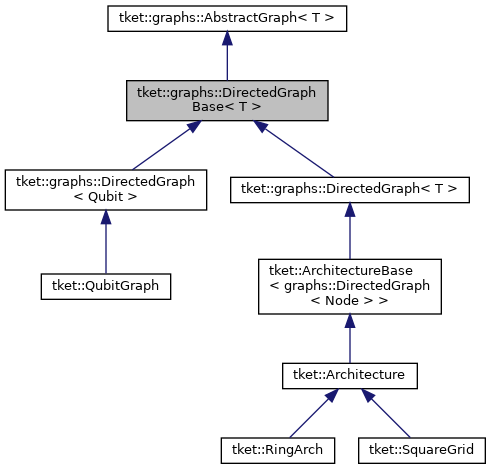 tket::graphs::AbstractGraph< T >
tket::graphs::DirectedGraph
Base< T >
tket::graphs::DirectedGraph
< Qubit >
tket::graphs::DirectedGraph< T >
tket::QubitGraph
tket::ArchitectureBase
< graphs::DirectedGraph
< Node > >
tket::Architecture
tket::RingArch
tket::SquareGrid